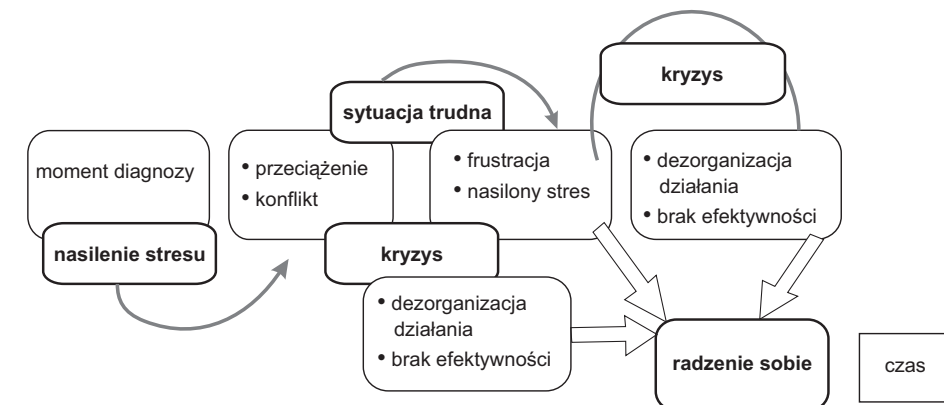 moment diagnozy
nasilenie stresu
sytuacja trudna
• przeciążenie
• konflikt
kryzys
• dezorganizacja
działania
• brak efektywności
• frustracja
• nasilony stres
kryzys
• dezorganizacja
działania
• brak efektywności
radzenie sobie
czas